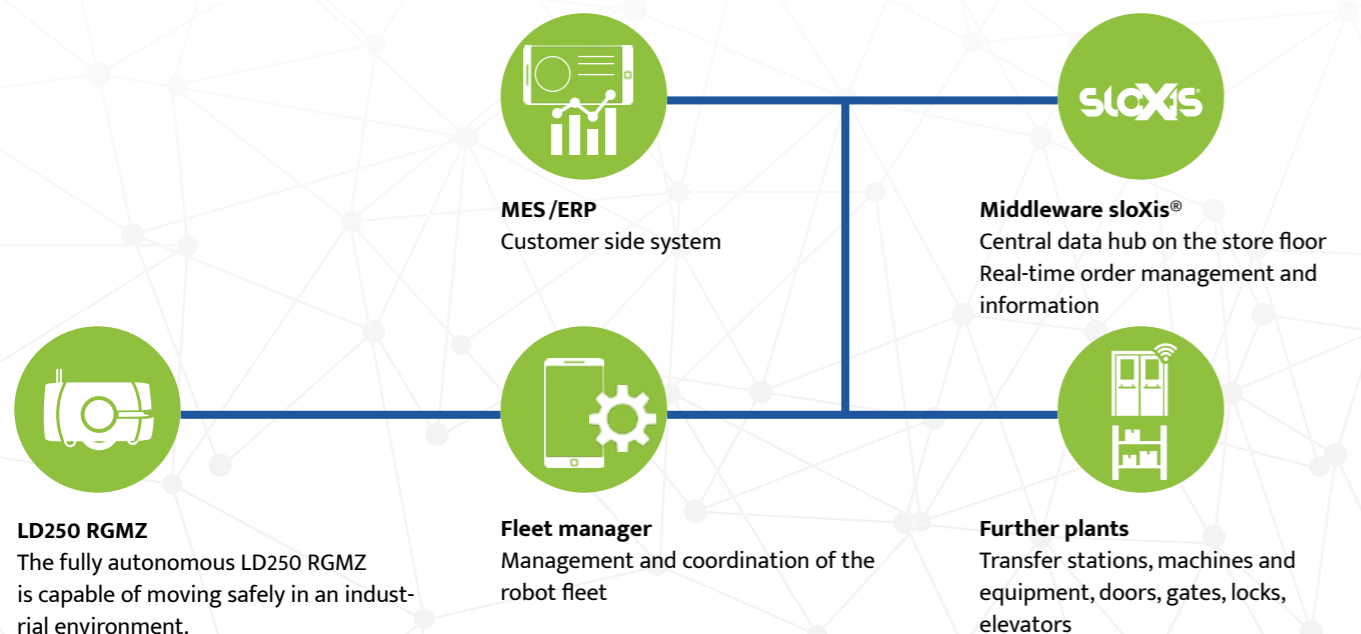 sloXis
MES/ERP
Customer side system
Middleware sloXis®
Central data hub on the store floor
Real-time order management and
information
LD250 RGMZ
The fully autonomous LD250 RGMZ
is capable of moving safely in an indust-
rial environment.
Fleet manager
Management and coordination of the
robot fleet
Further plants
Transfer stations, machines and
equipment, doors, gates, locks,
elevators